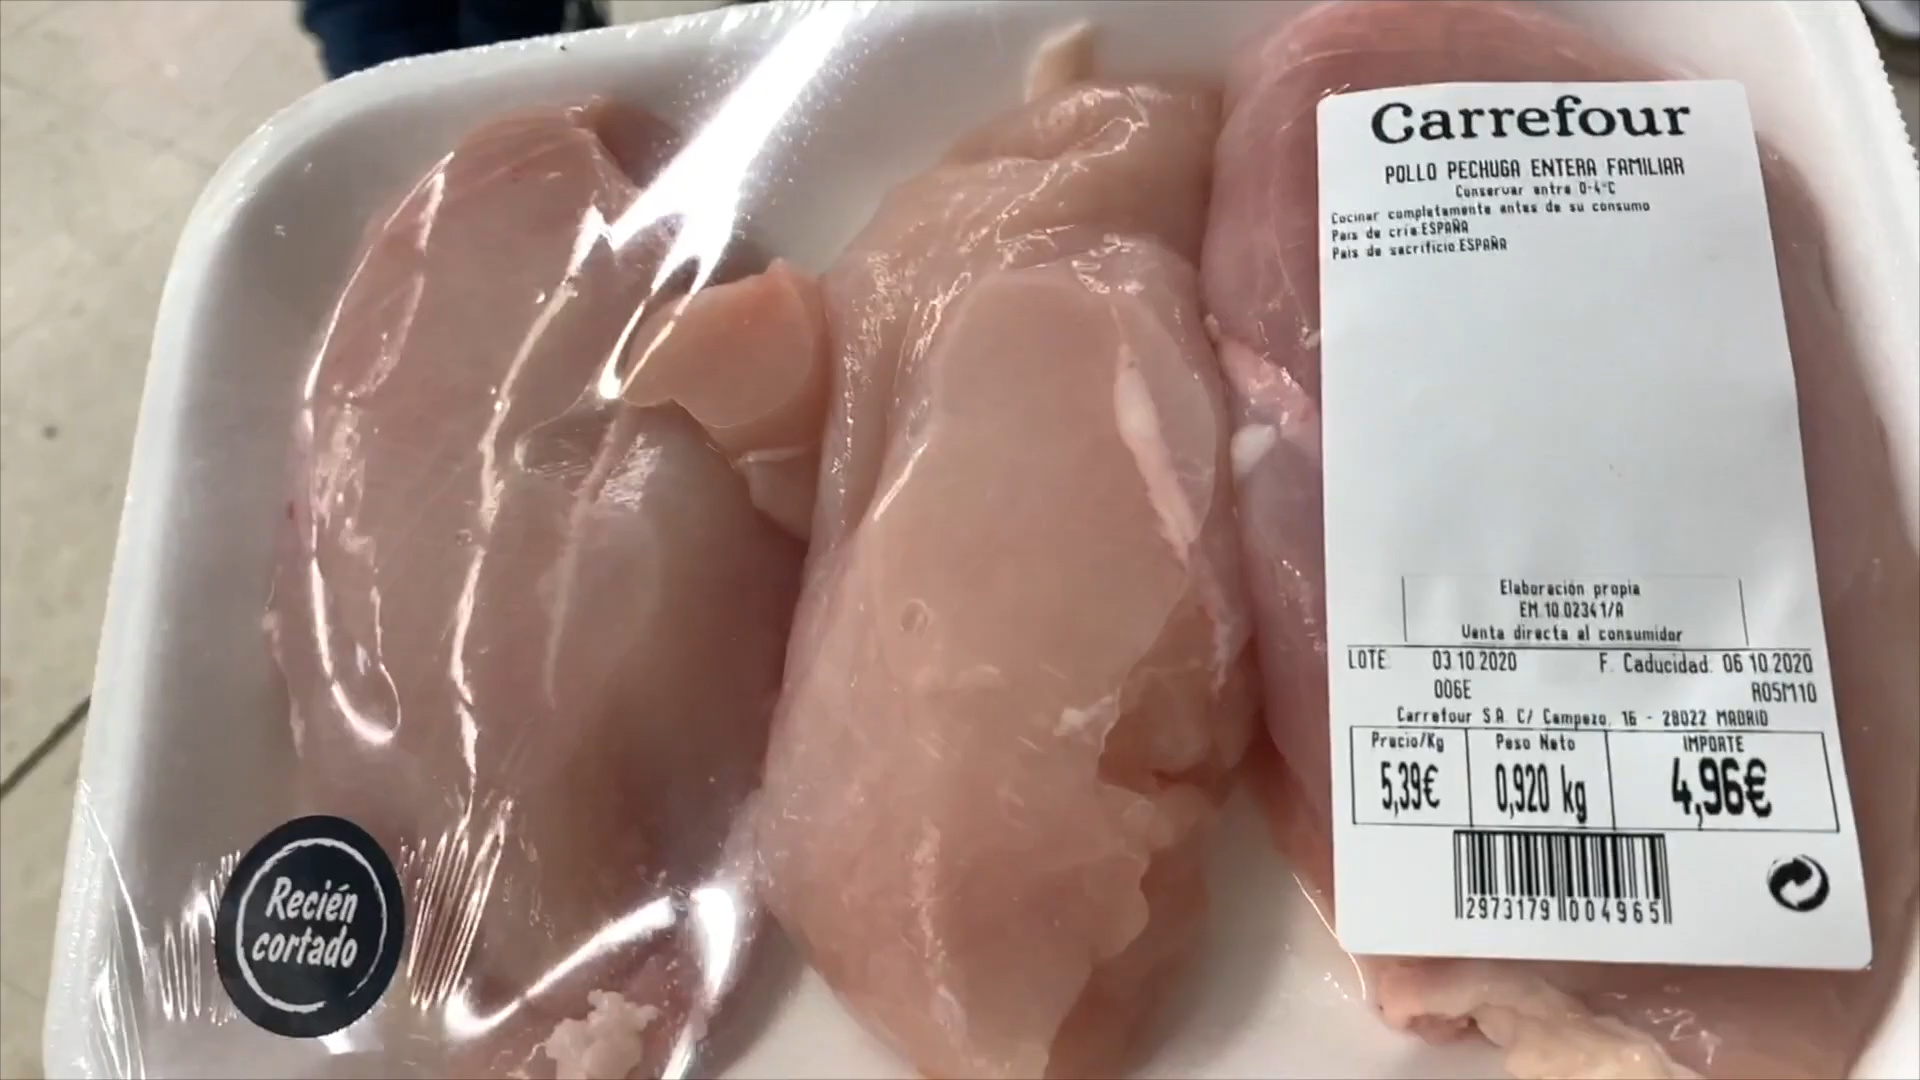 Carrefour
POLLO PECHUGA ENTERA FAMILIAR
Conservar entre 0-4°C
Cocinar completamente antes de su consumo
País de cría ESPAÑA
País de sacrificio ESPAÑA
Elaboración propia
EM 10.02341/A
Venta directa al consumidor
LOTE 03.10.2020 F. Caducidad: 06.10.2020
006E R05M10
Carrefour S.A. C/ Campezo, 16 - 28022 MADRID
Precio/Kg Peso Neto IMPORTE
5,39€ 0,920 kg 4,96€
2973179 004965
Recién
cortado